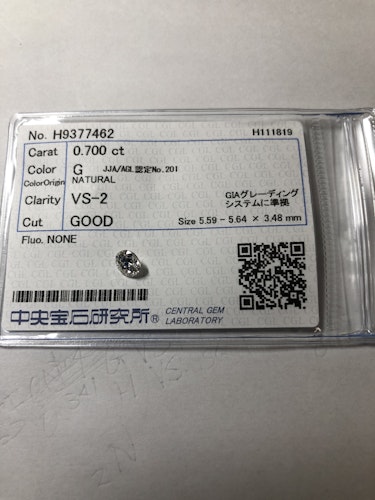 No. H9377462 H111819
Carat 0.700 ct
Color G JJA/AGL認定No.201
ColorOrigin NATURAL
Clarity VS-2 GIAグレーディング
システムに準拠
Cut GOOD Size 5.59 - 5.64 × 3.48 mm
Fluo. NONE
中央宝石研究所® CENTRAL GEM
LABORATORY